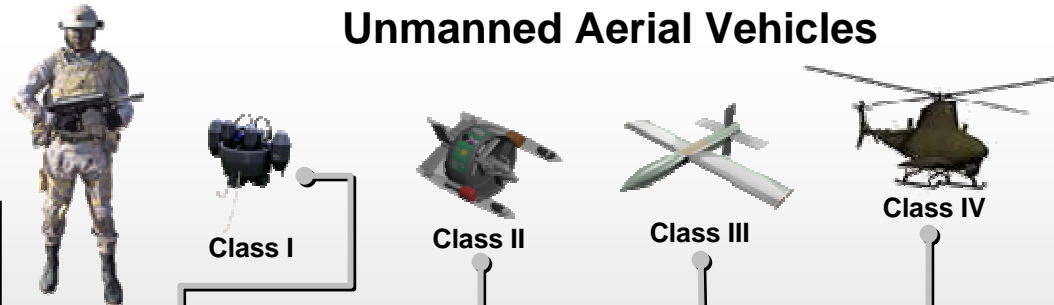 Unmanned Aerial Vehicles
Class I
Class II
Class III
Class IV